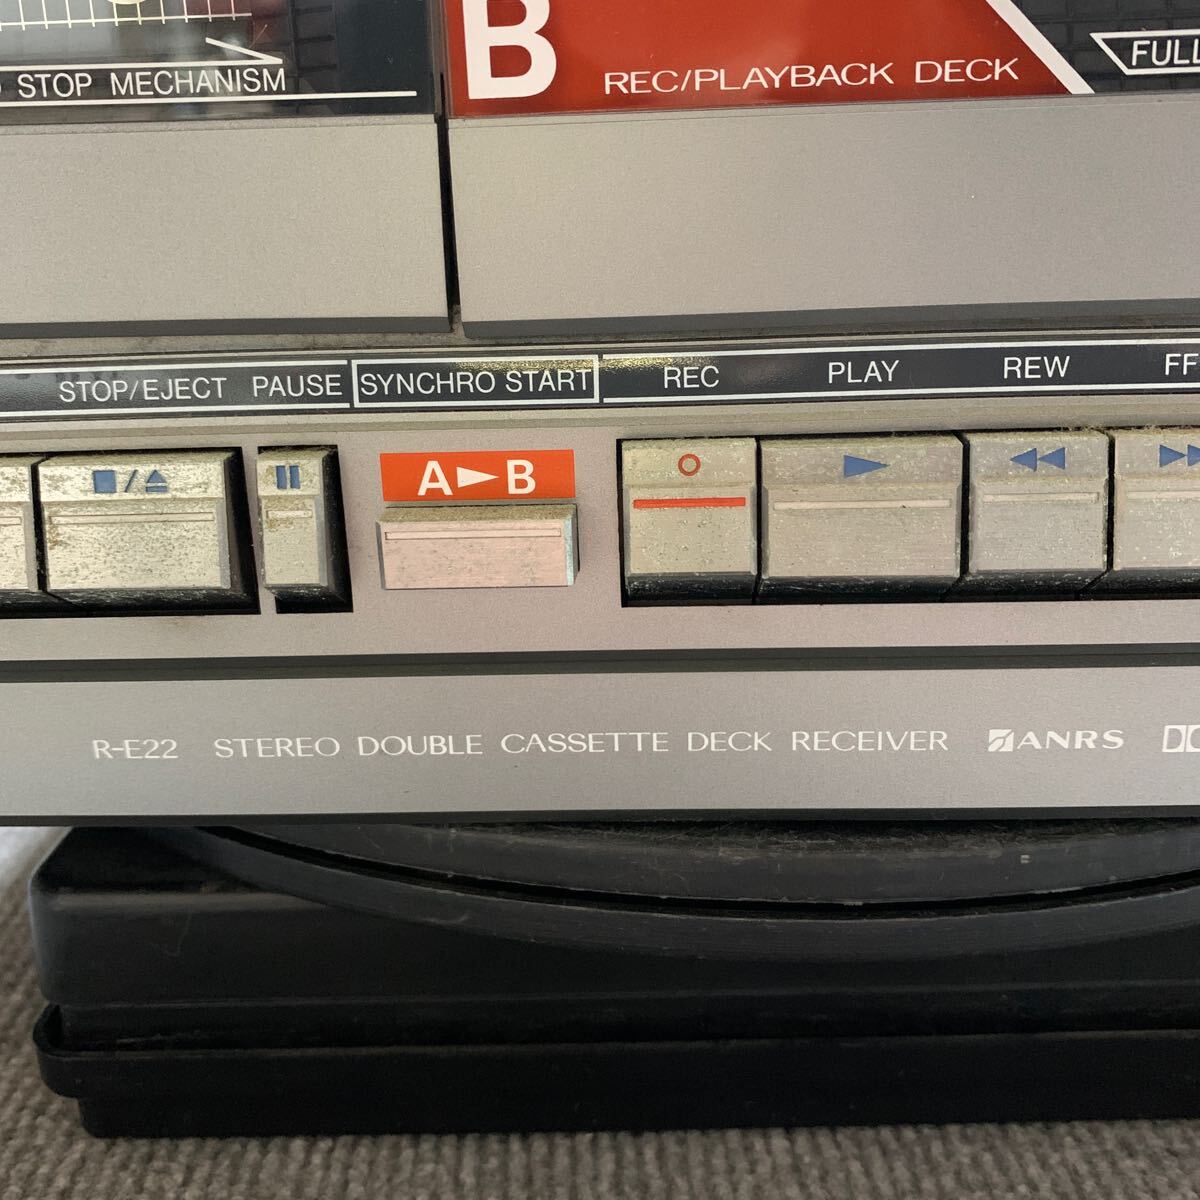 STOP MECHANISM
B REC/PLAYBACK DECK
FULL
STOP/EJECT PAUSE SYNCHRO START REC PLAY REW FF
A►B
R-E22 STEREO DOUBLE CASSETTE DECK RECEIVER ANRS